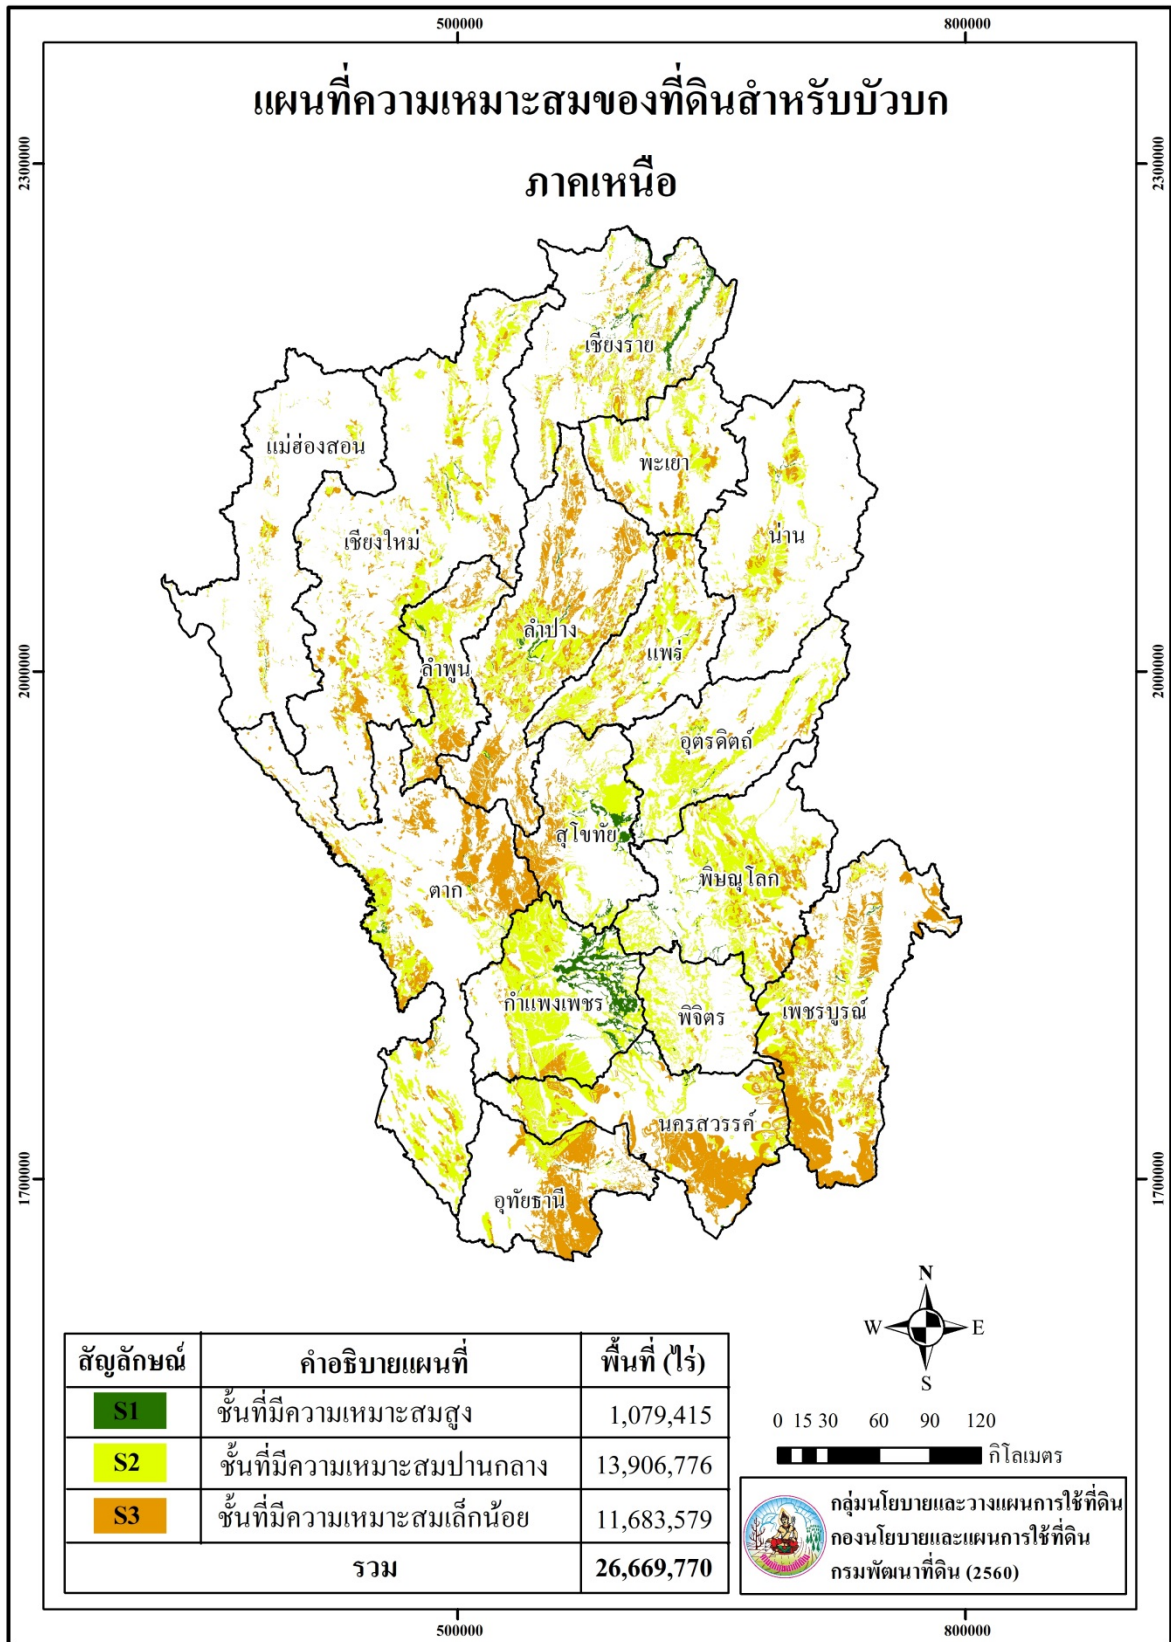 500000 800000
แผนที่ความเหมาะสมของที่ดินสำหรับบัวบก
ภาคเหนือ
2300000 2300000
เชียงราย
แม่ฮ่องสอน
พะเยา
เชียงใหม่
น่าน
ลำปาง
แพร่
ลำพูน
2000000 2000000
อุตรดิตถ์
สุโขทัย
พิษณุโลก
ตาก
กำแพงเพชร
พิจิตร
เพชรบูรณ์
นครสวรรค์
1700000 1700000
อุทัยธานี
N
W E
S
สัญลักษณ์ คำอธิบายแผนที่ พื้นที่ (ไร่)
S1 ชั้นที่มีความเหมาะสมสูง 1,079,415
S2 ชั้นที่มีความเหมาะสมปานกลาง 13,906,776
S3 ชั้นที่มีความเหมาะสมเล็กน้อย 11,683,579
รวม 26,669,770
0 15 30 60 90 120
กิโลเมตร
กลุ่มนโยบายและวางแผนการใช้ที่ดิน
กองนโยบายและแผนการใช้ที่ดิน
กรมพัฒนาที่ดิน (2560)
500000 800000